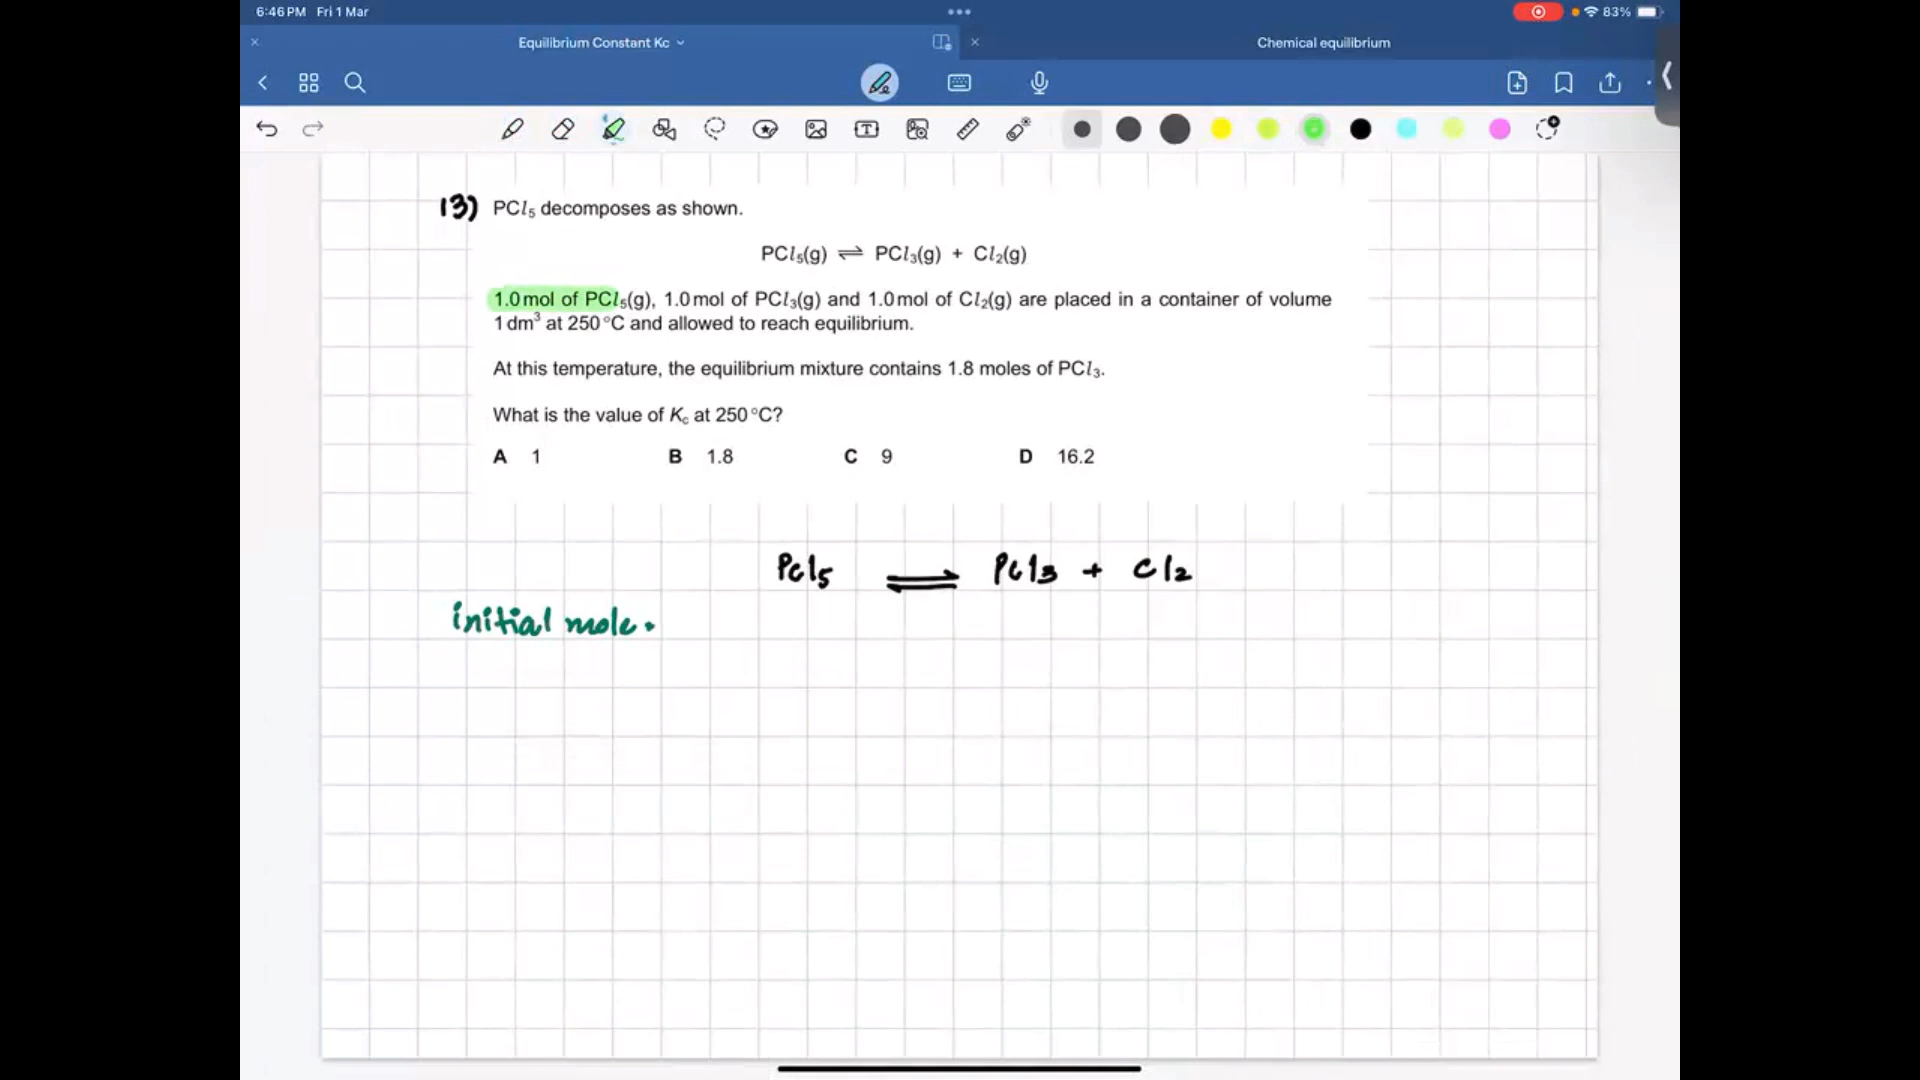 6:46 PM Fri 1 Mar
83%
Equilibrium Constant Kc
Chemical equilibrium
13) PCl₅ decomposes as shown.
PCl₅(g) ⇌ PCl₃(g) + Cl₂(g)
1.0 mol of PCl₅(g), 1.0 mol of PCl₃(g) and 1.0 mol of Cl₂(g) are placed in a container of volume
1 dm³ at 250 °C and allowed to reach equilibrium.
At this temperature, the equilibrium mixture contains 1.8 moles of PCl₃.
What is the value of K꜀ at 250 °C?
A 1 B 1.8 C 9 D 16.2
PCl₅ ⇌ PCl₃ + Cl₂
initial mole.